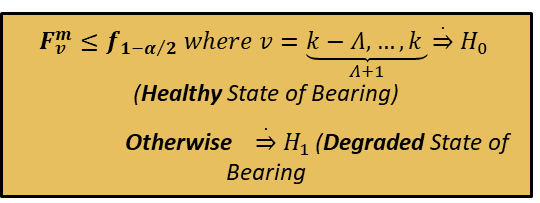 F_v^m ≤ f_{1−α/2} where v = k − Λ, …, k ⏟_{Λ+1} ⇒̇ H_0
(Healthy State of Bearing)
Otherwise ⇒̇ H_1 (Degraded State of
Bearing